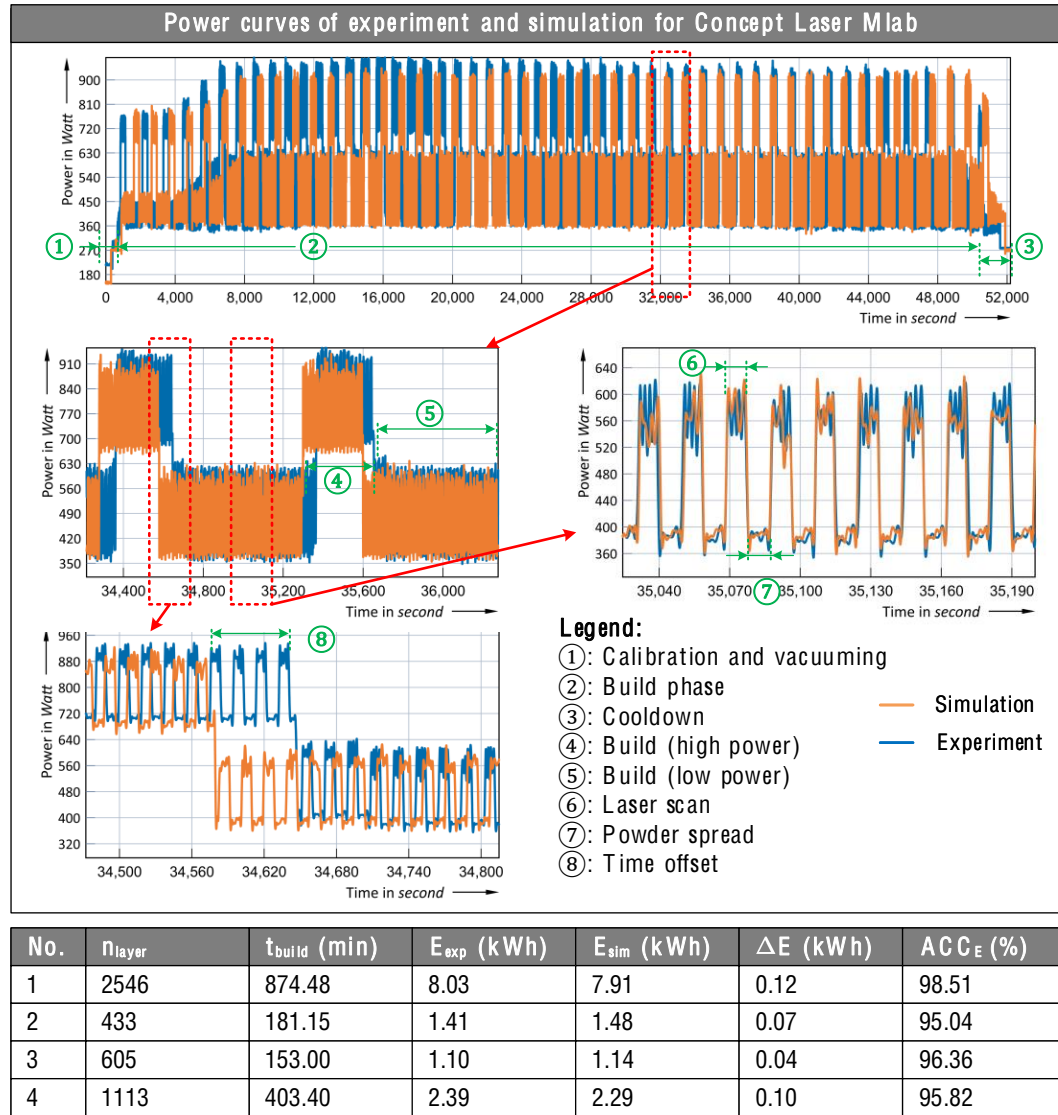 Power curves of experiment and simulation for Concept Laser Mlab
Power in Watt
900
810
720
630
540
450
360
270
180
① ② ③
0 4,000 8,000 12,000 16,000 20,000 24,000 28,000 32,000 36,000 40,000 44,000 48,000 52,000
Time in second
Power in Watt
910
840
770
700
630
560
490
420
350
④ ⑤
34,400 34,800 35,200 35,600 36,000
Time in second
Power in Watt
640
600
560
520
480
440
400
360
⑥ ⑦
35,040 35,070 35,100 35,130 35,160 35,190
Time in second
Power in Watt
960
880
800
720
640
560
480
400
320
⑧
34,500 34,560 34,620 34,680 34,740 34,800
Time in second
Legend:
①: Calibration and vacuuming
②: Build phase
③: Cooldown
④: Build (high power)
⑤: Build (low power)
⑥: Laser scan
⑦: Powder spread
⑧: Time offset
Simulation
Experiment
No. nlayer tbuild (min) Eexp (kWh) Esim (kWh) ΔE (kWh) ACCE (%)
1 2546 874.48 8.03 7.91 0.12 98.51
2 433 181.15 1.41 1.48 0.07 95.04
3 605 153.00 1.10 1.14 0.04 96.36
4 1113 403.40 2.39 2.29 0.10 95.82